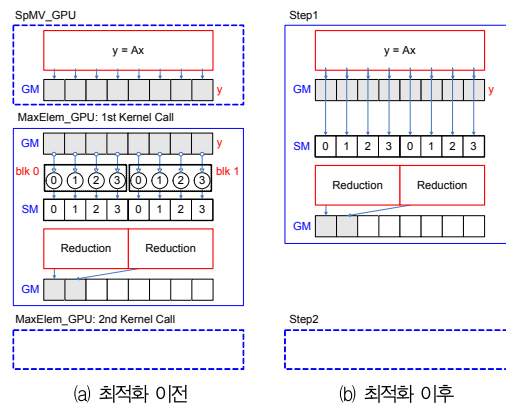 SpMV_GPU
y = Ax
GM
y
MaxElem_GPU: 1st Kernel Call
GM
y
blk 0
0 1 2 3 0 1 2 3
blk 1
SM
0 1 2 3 0 1 2 3
Reduction Reduction
GM
MaxElem_GPU: 2nd Kernel Call
(a) 최적화 이전
Step1
y = Ax
GM
y
SM
0 1 2 3 0 1 2 3
Reduction Reduction
GM
Step2
(b) 최적화 이후